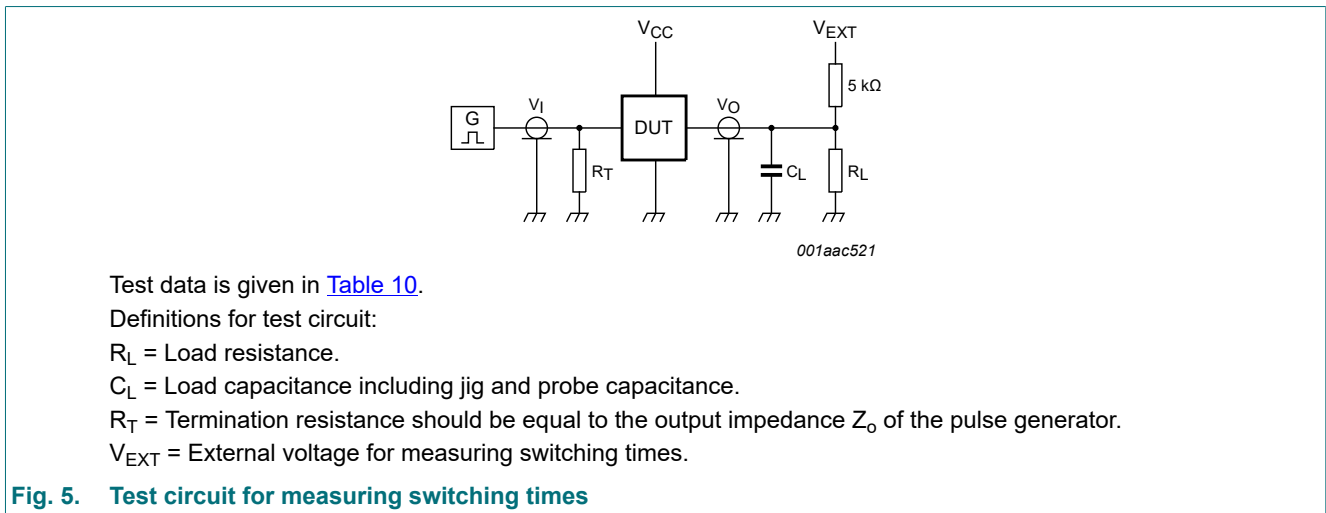 VCC
VEXT
5 kΩ
G
VI
DUT
VO
RT
CL
RL
001aac521
Test data is given in Table 10.
Definitions for test circuit:
RL = Load resistance.
CL = Load capacitance including jig and probe capacitance.
RT = Termination resistance should be equal to the output impedance Zo of the pulse generator.
VEXT = External voltage for measuring switching times.
Fig. 5. Test circuit for measuring switching times